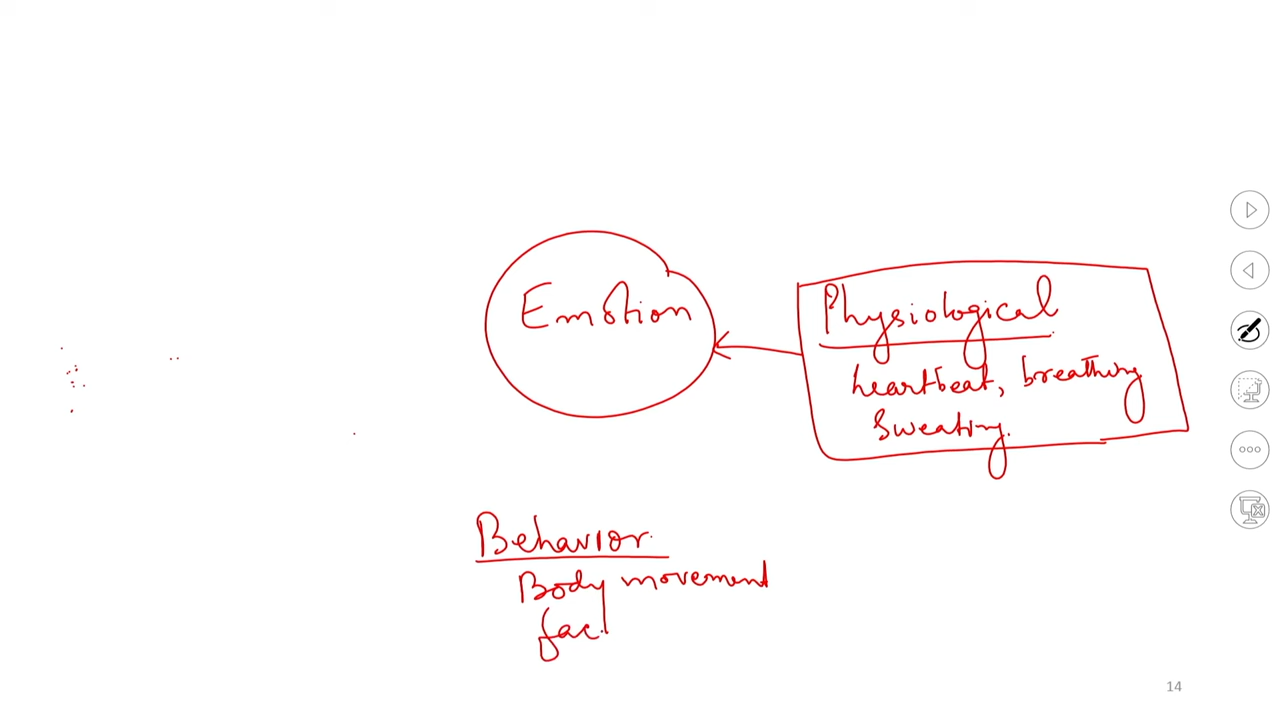 Emotion
Physiological
heartbeat, breathing
Sweating.
Behavior.
Body movement
fac
14